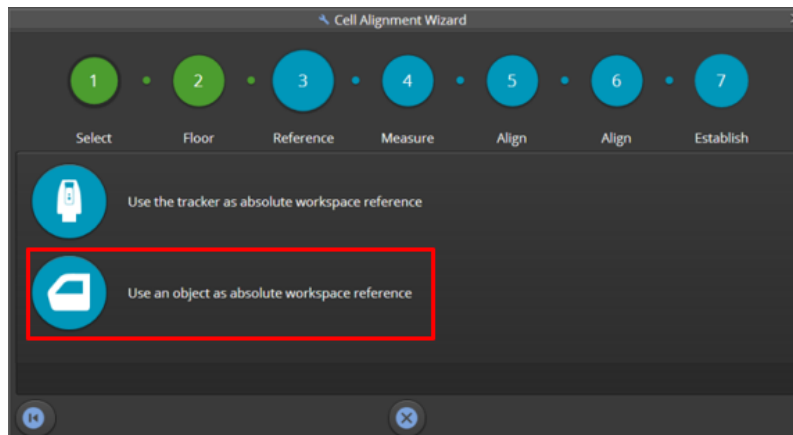 Cell Alignment Wizard
1 2 3 4 5 6 7
Select Floor Reference Measure Align Align Establish
Use the tracker as absolute workspace reference
Use an object as absolute workspace reference